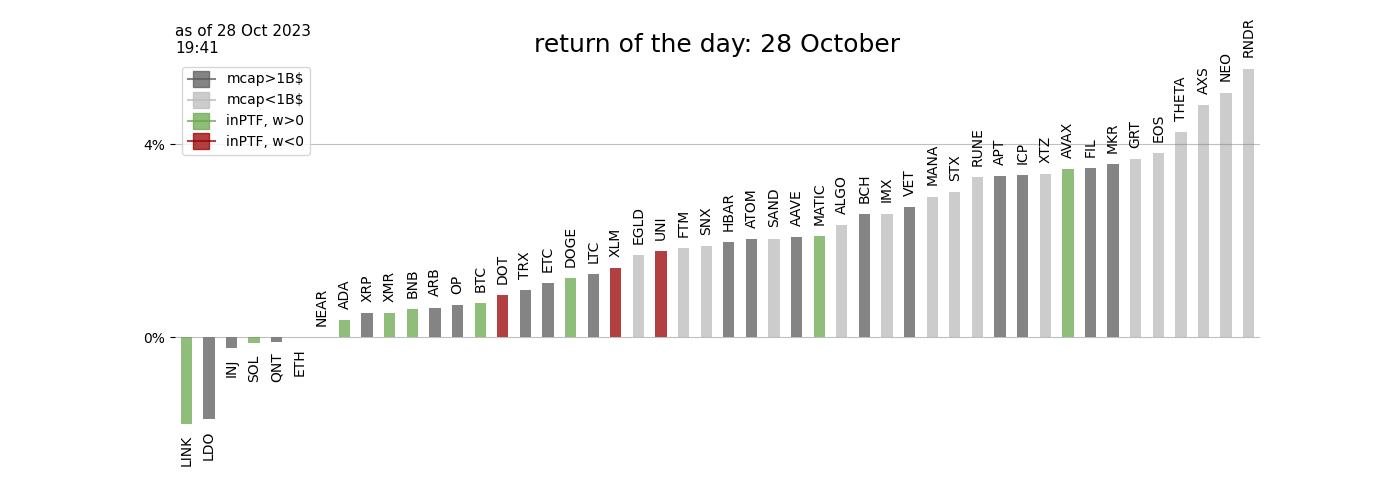 as of 28 Oct 2023
19:41
return of the day: 28 October
mcap>1B$
mcap<1B$
inPTF, w>0
inPTF, w<0
4%
0%
LINK
LDO
INJ
SOL
QNT
ETH
NEAR
ADA
XRP
XMR
BNB
ARB
OP
BTC
DOT
TRX
ETC
DOGE
LTC
XLM
EGLD
UNI
FTM
SNX
HBAR
ATOM
SAND
AAVE
MATIC
ALGO
BCH
IMX
VET
MANA
STX
RUNE
APT
ICP
XTZ
AVAX
FIL
MKR
GRT
EOS
THETA
AXS
NEO
RNDR